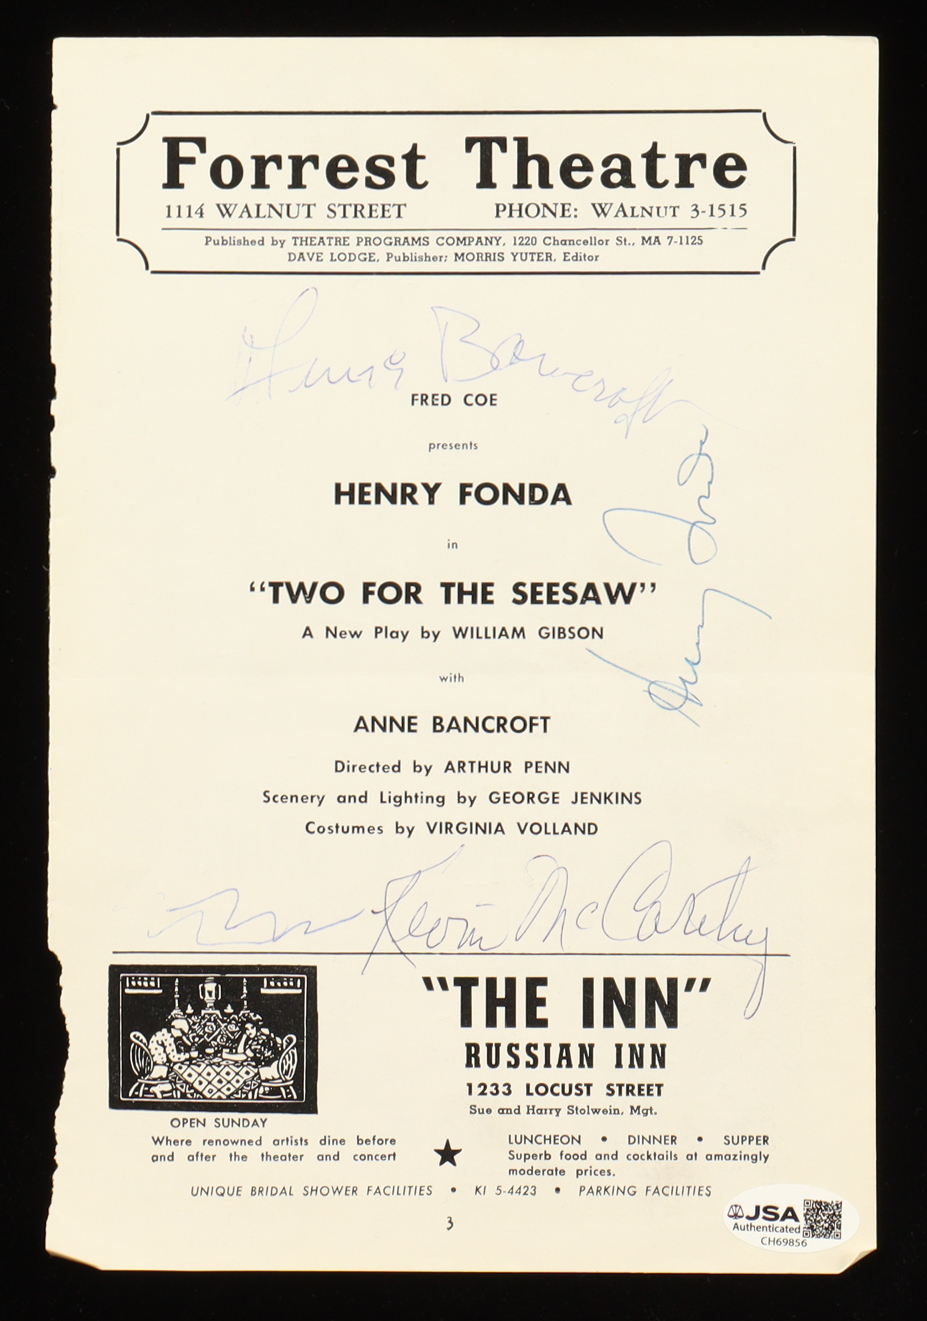 Forrest Theatre
1114 WALNUT STREET PHONE: WALNUT 3-1515
Published by THEATRE PROGRAMS COMPANY, 1220 Chancellor St., MA 7-1125
DAVE LODGE, Publisher; MORRIS YUTER, Editor
Anne Bancroft
FRED COE
presents
HENRY FONDA
in
"TWO FOR THE SEESAW"
A New Play by WILLIAM GIBSON
Henry Fonda
with
ANNE BANCROFT
Directed by ARTHUR PENN
Scenery and Lighting by GEORGE JENKINS
Costumes by VIRGINIA VOLLAND
Kevin McCarthy
"THE INN"
RUSSIAN INN
1233 LOCUST STREET
Sue and Harry Stolwein, Mgt.
OPEN SUNDAY
Where renowned artists dine before
and after the theater and concert
★
LUNCHEON • DINNER • SUPPER
Superb food and cocktails at amazingly
moderate prices.
UNIQUE BRIDAL SHOWER FACILITIES • KI 5-4423 • PARKING FACILITIES
3
JSA
Authenticated
CH69856